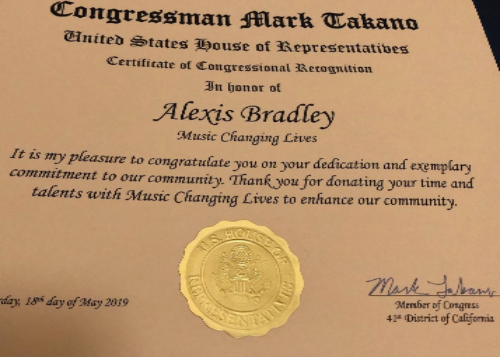 Congressman Mark Takano
United States House of Representatives
Certificate of Congressional Recognition
In honor of
Alexis Bradley
Music Changing Lives
It is my pleasure to congratulate you on your dedication and exemplary
commitment to our community. Thank you for donating your time and
talents with Music Changing Lives to enhance our community.
U.S. HOUSE OF
REPRESENTATIVES
rday, 18th day of May 2019
Mark Takano
Member of Congress
41st District of California